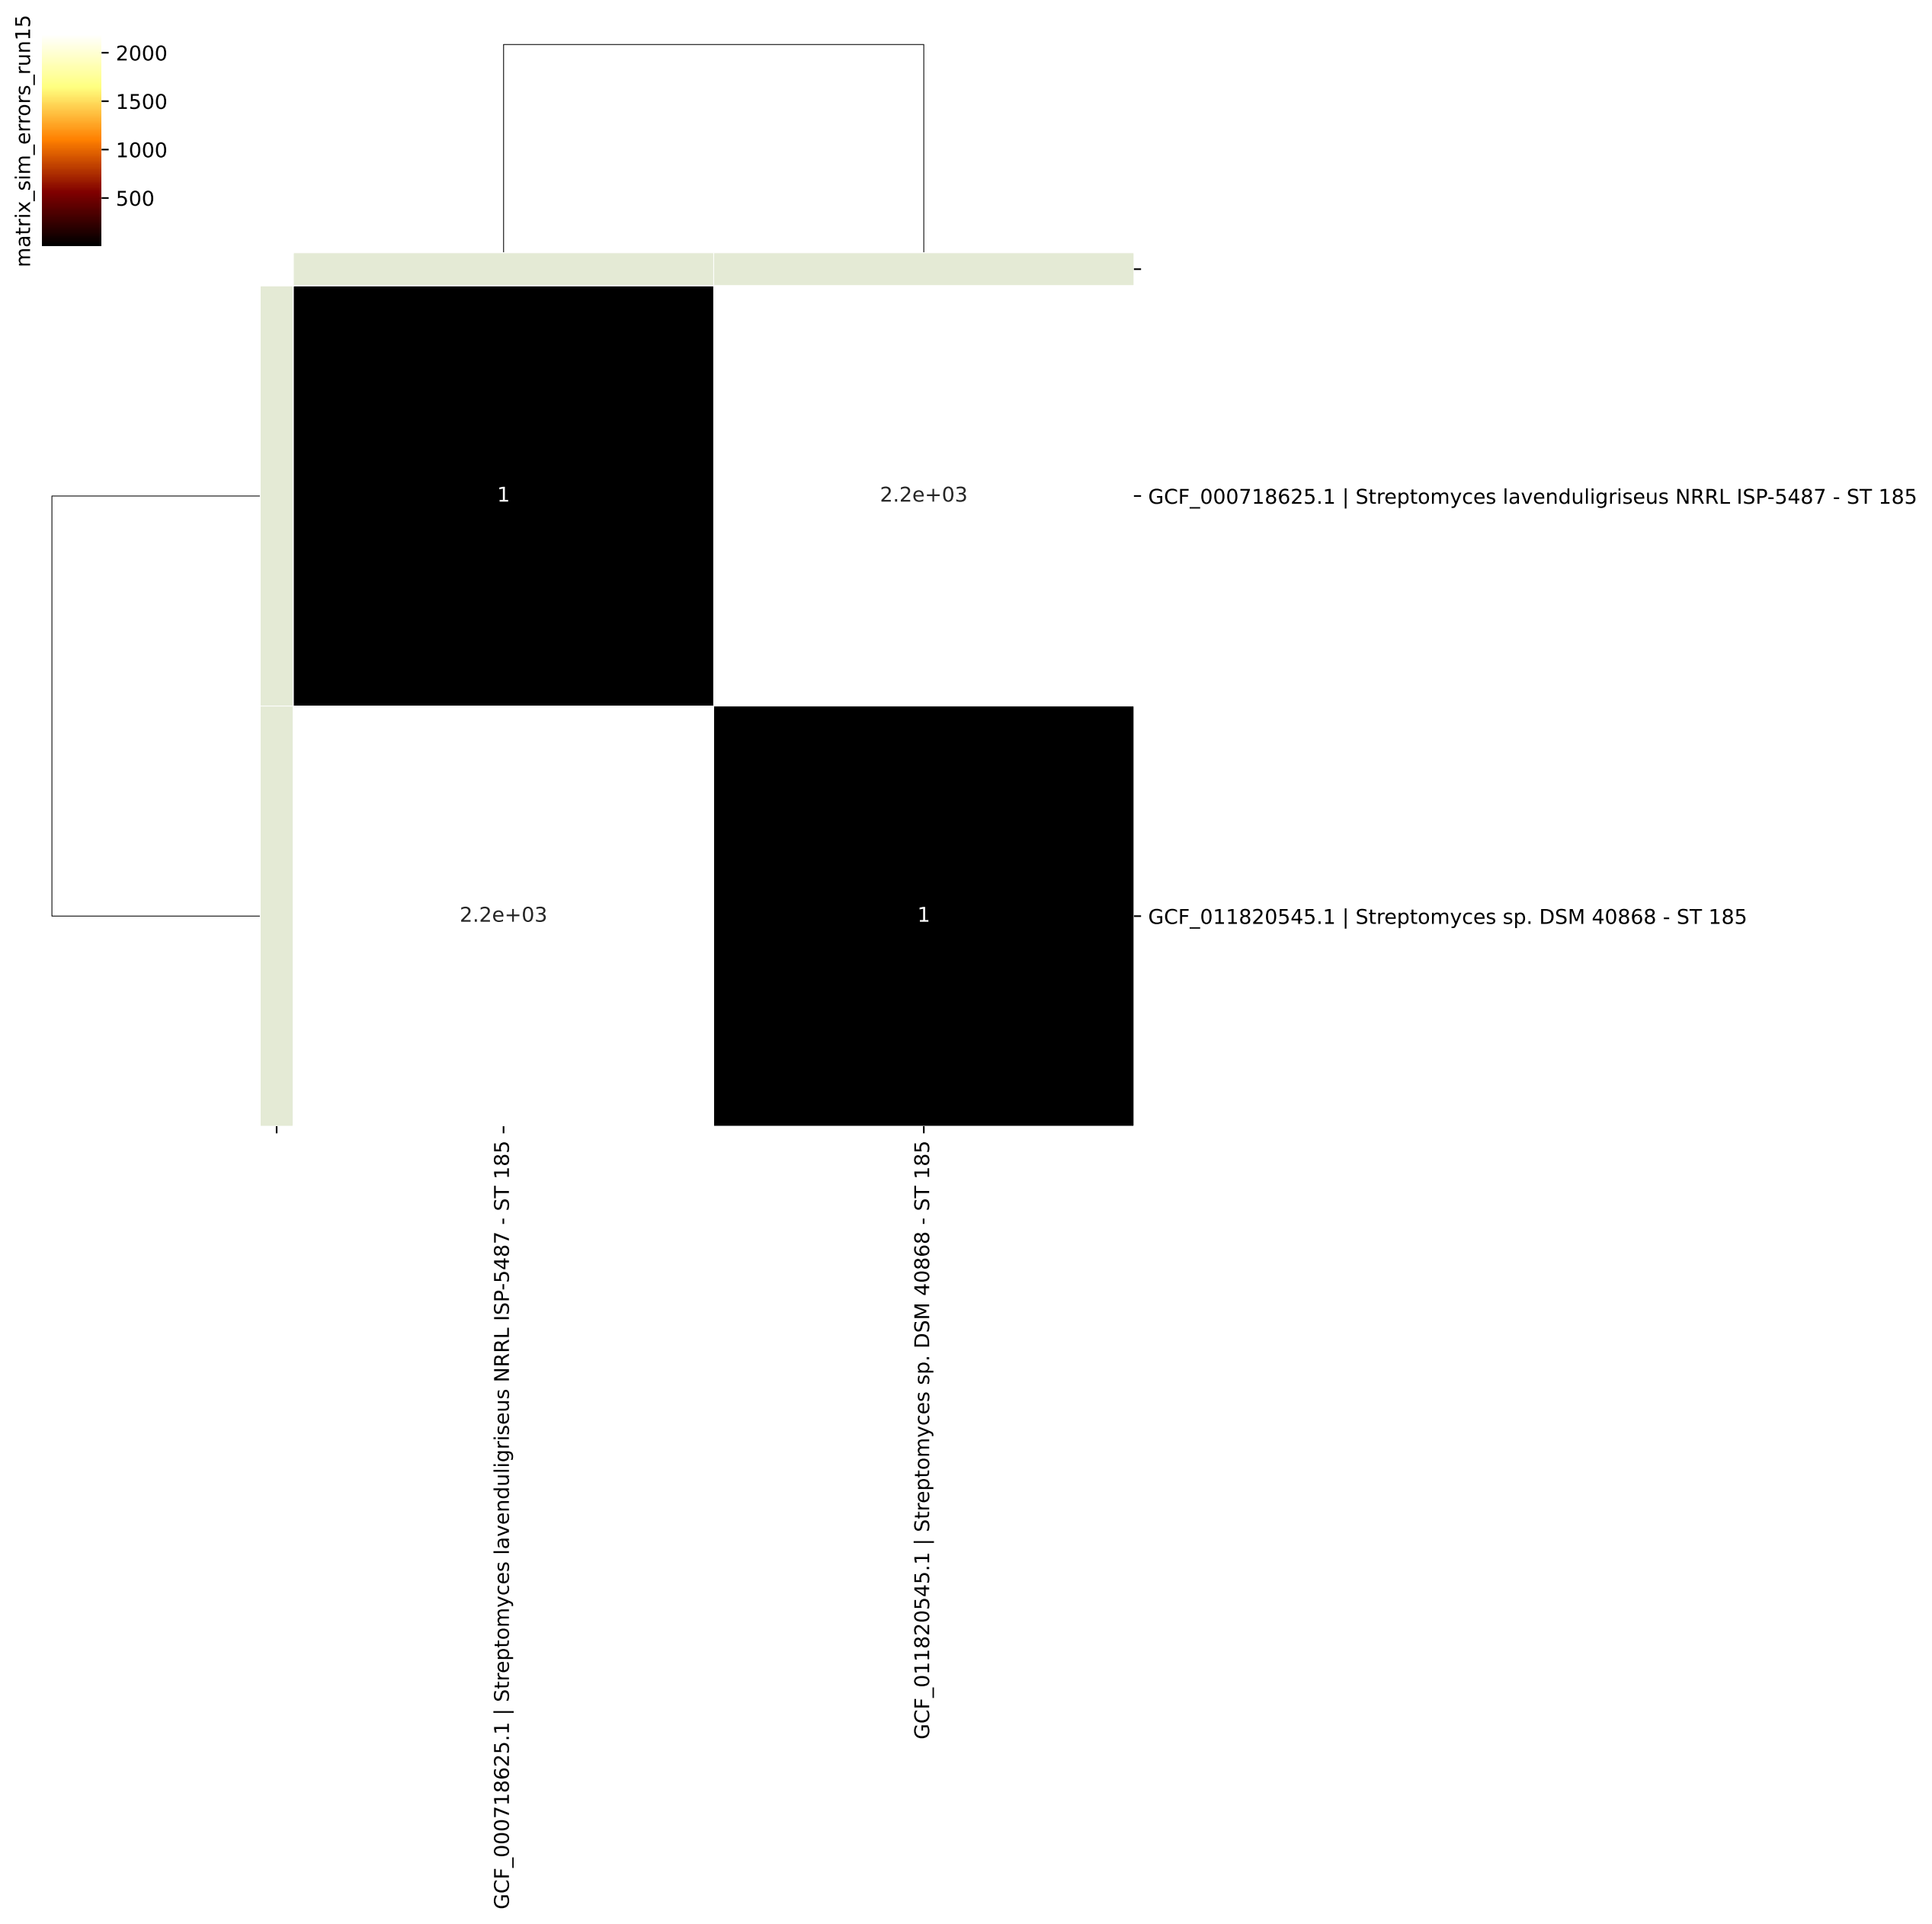 matrix_sim_errors_run15
2000
1500
1000
500
1
2.2e+03
GCF_000718625.1 | Streptomyces lavenduligriseus NRRL ISP-5487 - ST 185
2.2e+03
1
GCF_011820545.1 | Streptomyces sp. DSM 40868 - ST 185
GCF_000718625.1 | Streptomyces lavenduligriseus NRRL ISP-5487 - ST 185
GCF_011820545.1 | Streptomyces sp. DSM 40868 - ST 185